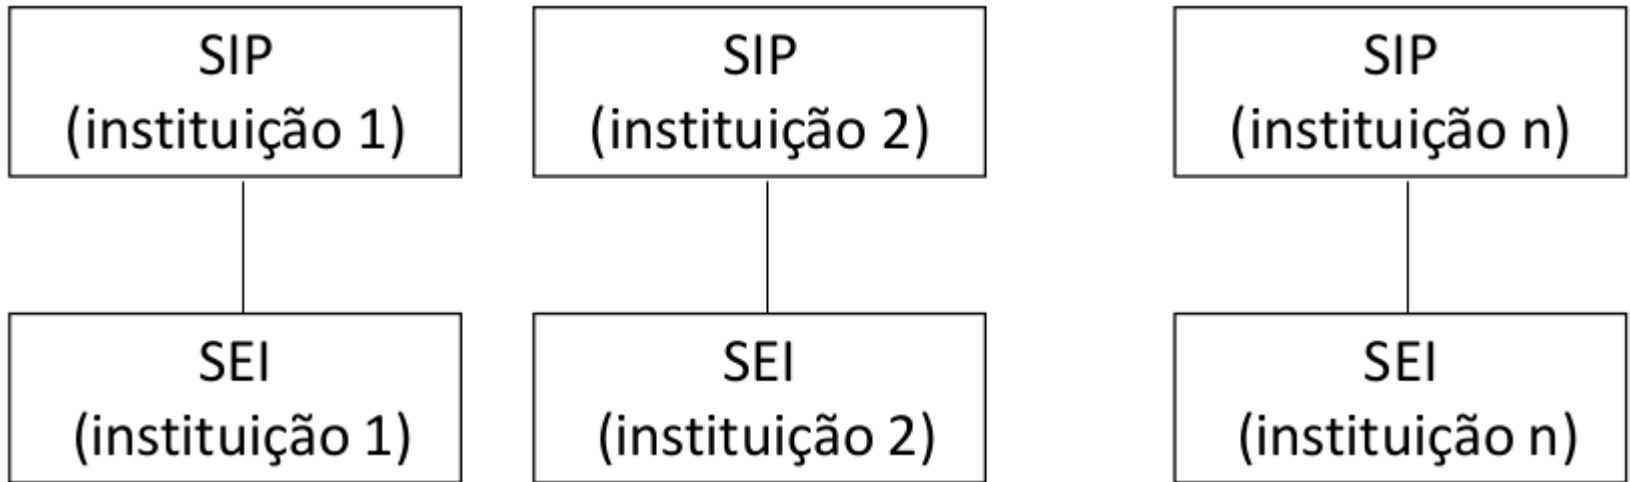 SIP
(instituição 1)
SIP
(instituição 2)
SIP
(instituição n)
SEI
(instituição 1)
SEI
(instituição 2)
SEI
(instituição n)